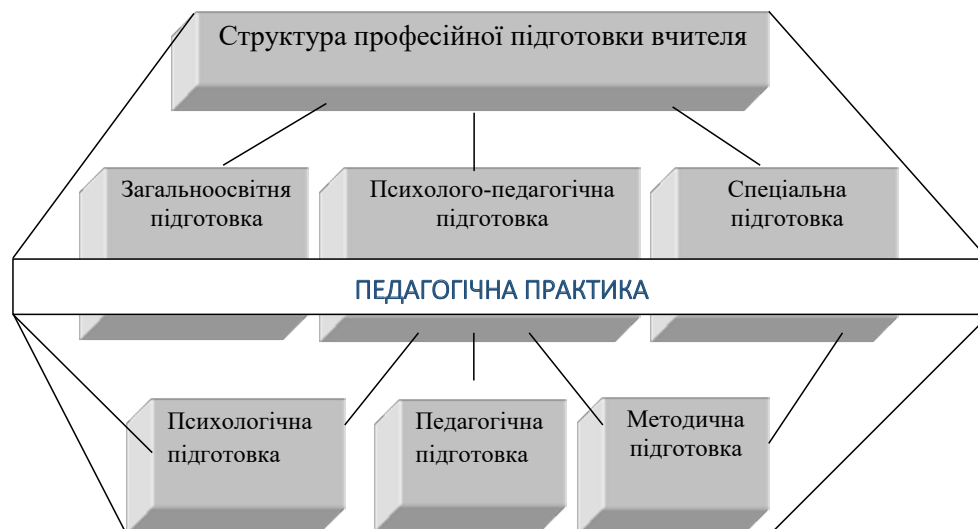 Структура професійної підготовки вчителя
Загальноосвітня
підготовка
Психолого-педагогічна
підготовка
Спеціальна
підготовка
ПЕДАГОГІЧНА ПРАКТИКА
Психологічна
підготовка
Педагогічна
підготовка
Методична
підготовка